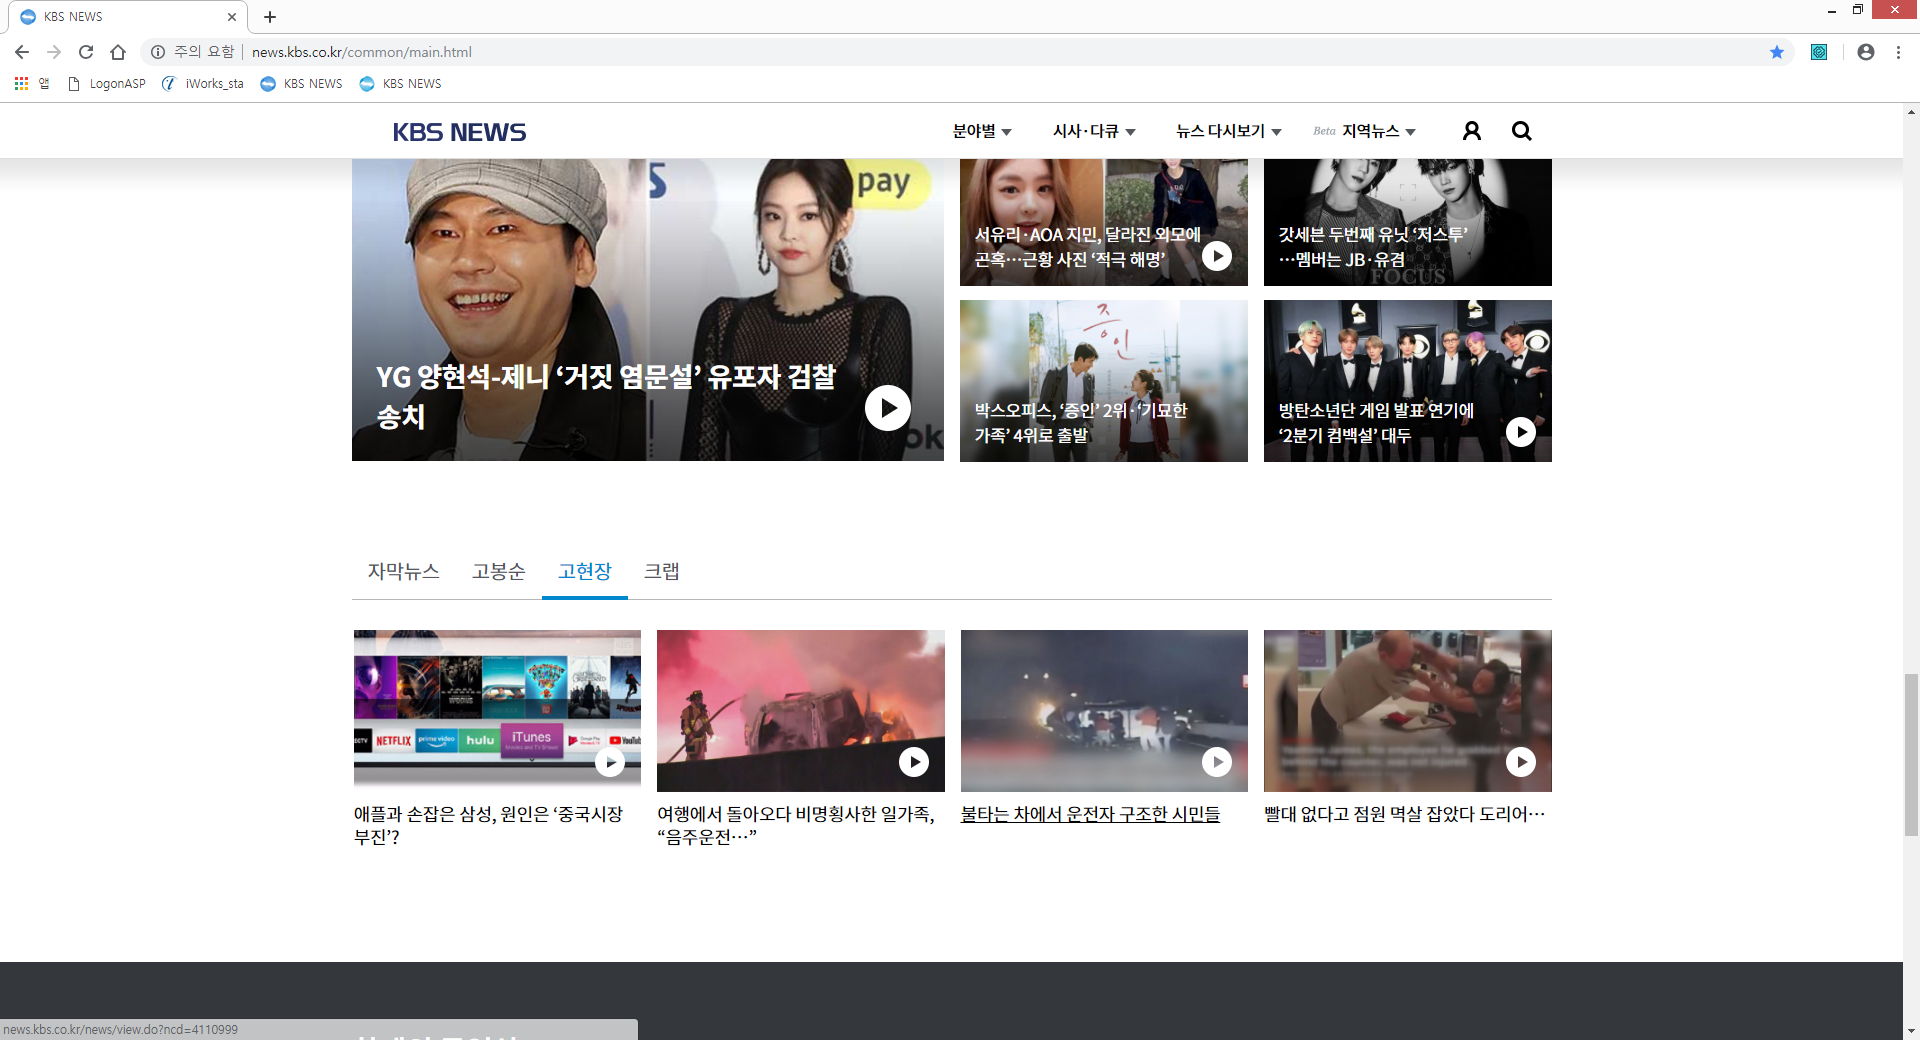 KBS NEWS
주의 요함
news.kbs.co.kr/common/main.html
앱
LogonASP
iWorks_sta
KBS NEWS
KBS NEWS
KBS NEWS
분야별
시사·다큐
뉴스 다시보기
Beta 지역뉴스
pay
YG 양현석-제니 ‘거짓 염문설’ 유포자 검찰
송치
서유리·AOA 지민, 달라진 외모에
곤혹…근황 사진 ‘적극 해명’
갓세븐 두번째 유닛 ‘저스투’
…멤버는 JB·유겸
FOCUS
증인
박스오피스, ‘증인’ 2위·‘기묘한
가족’ 4위로 출발
방탄소년단 게임 발표 연기에
‘2분기 컴백설’ 대두
자막뉴스
고봉순
고현장
크랩
NETFLIX
prime video
hulu
iTunes
Movies and TV Shows
YouTube
애플과 손잡은 삼성, 원인은 ‘중국시장
부진’?
여행에서 돌아오다 비명횡사한 일가족,
“음주운전…”
불타는 차에서 운전자 구조한 시민들
빨대 없다고 점원 멱살 잡았다 도리어…
news.kbs.co.kr/news/view.do?ncd=4110999